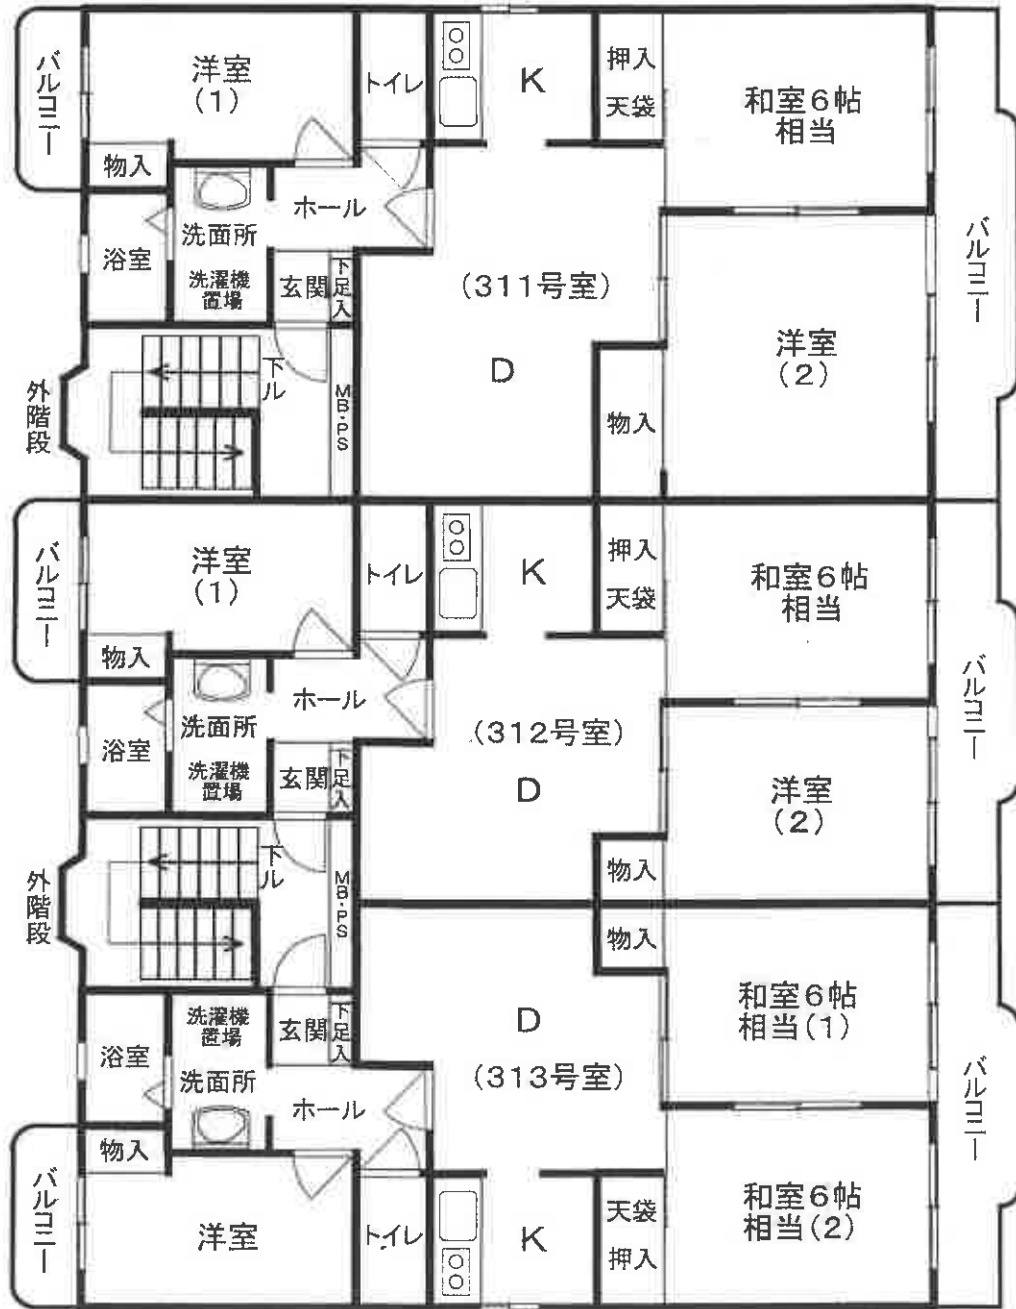 バルコニー
洋室
(1)
トイレ
K
押入
天袋
和室6帖
相当
物入
洗面所
ホール
浴室
洗濯機
置場
玄関
下足入
(311号室)
D
洋室
(2)
物入
バルコニー
外階段
下ル
MB・PS
バルコニー
洋室
(1)
トイレ
K
押入
天袋
和室6帖
相当
物入
洗面所
ホール
浴室
洗濯機
置場
玄関
下足入
(312号室)
D
洋室
(2)
物入
バルコニー
外階段
下ル
MB・PS
物入
和室6帖
相当(1)
D
(313号室)
洗濯機
置場
玄関
下足入
浴室
洗面所
ホール
物入
バルコニー
洋室
トイレ
K
天袋
押入
和室6帖
相当(2)
バルコニー